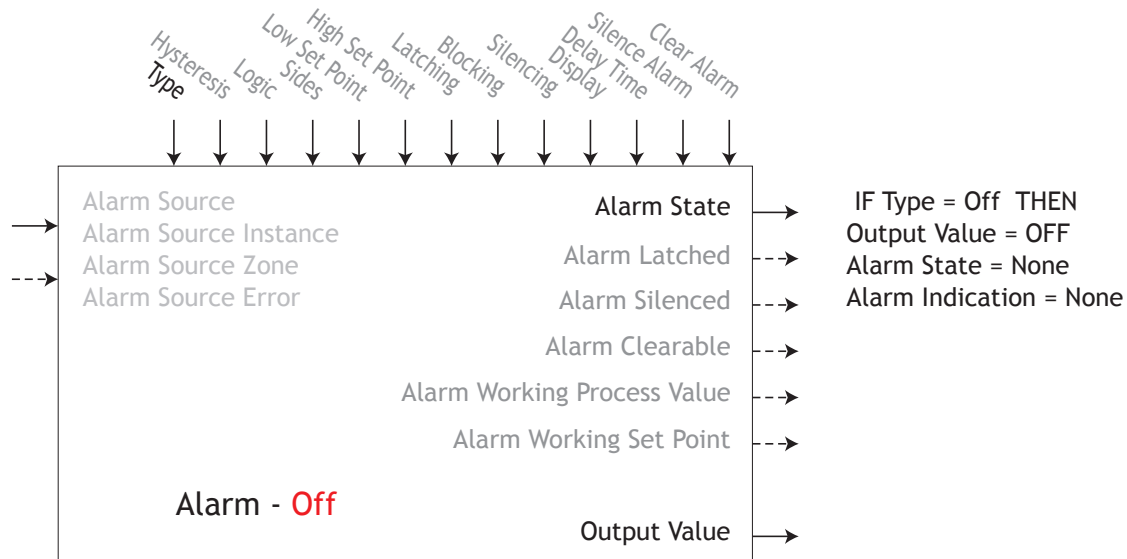 Type
Hysteresis
Logic
Sides
Low Set Point
High Set Point
Latching
Blocking
Silencing
Display
Delay Time
Silence Alarm
Clear Alarm
Alarm Source
Alarm Source Instance
Alarm Source Zone
Alarm Source Error
Alarm State
Alarm Latched
Alarm Silenced
Alarm Clearable
Alarm Working Process Value
Alarm Working Set Point
Output Value
Alarm - Off
IF Type = Off THEN
Output Value = OFF
Alarm State = None
Alarm Indication = None